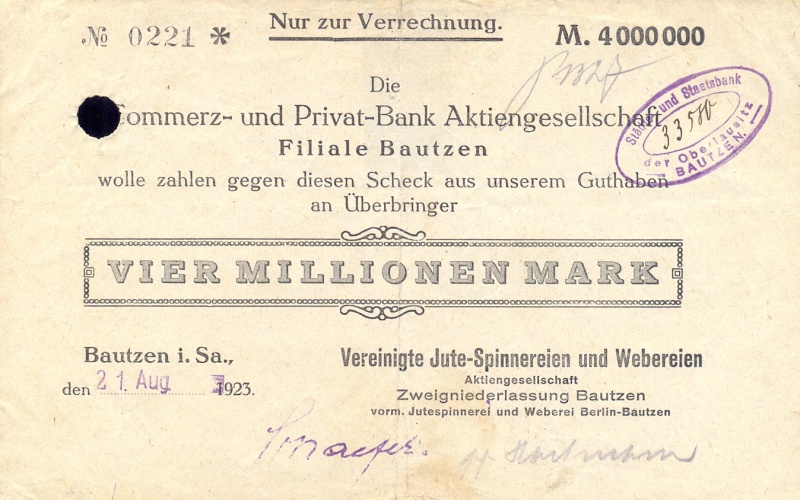 Nur zur Verrechnung.
№ 0221 *
M. 4000000
Die
Commerz- und Privat-Bank Aktiengesellschaft
Filiale Bautzen
wolle zahlen gegen diesen Scheck aus unserem Guthaben
an Überbringer
Städte- und Staatsbank
33580
der Oberlausitz
BAUTZEN.
VIER MILLIONEN MARK
Bautzen i. Sa.,
den 21 Aug 1923.
Vereinigte Jute-Spinnereien und Webereien
Aktiengesellschaft
Zweigniederlassung Bautzen
vorm. Jutespinnerei und Weberei Berlin-Bautzen
Hartmann